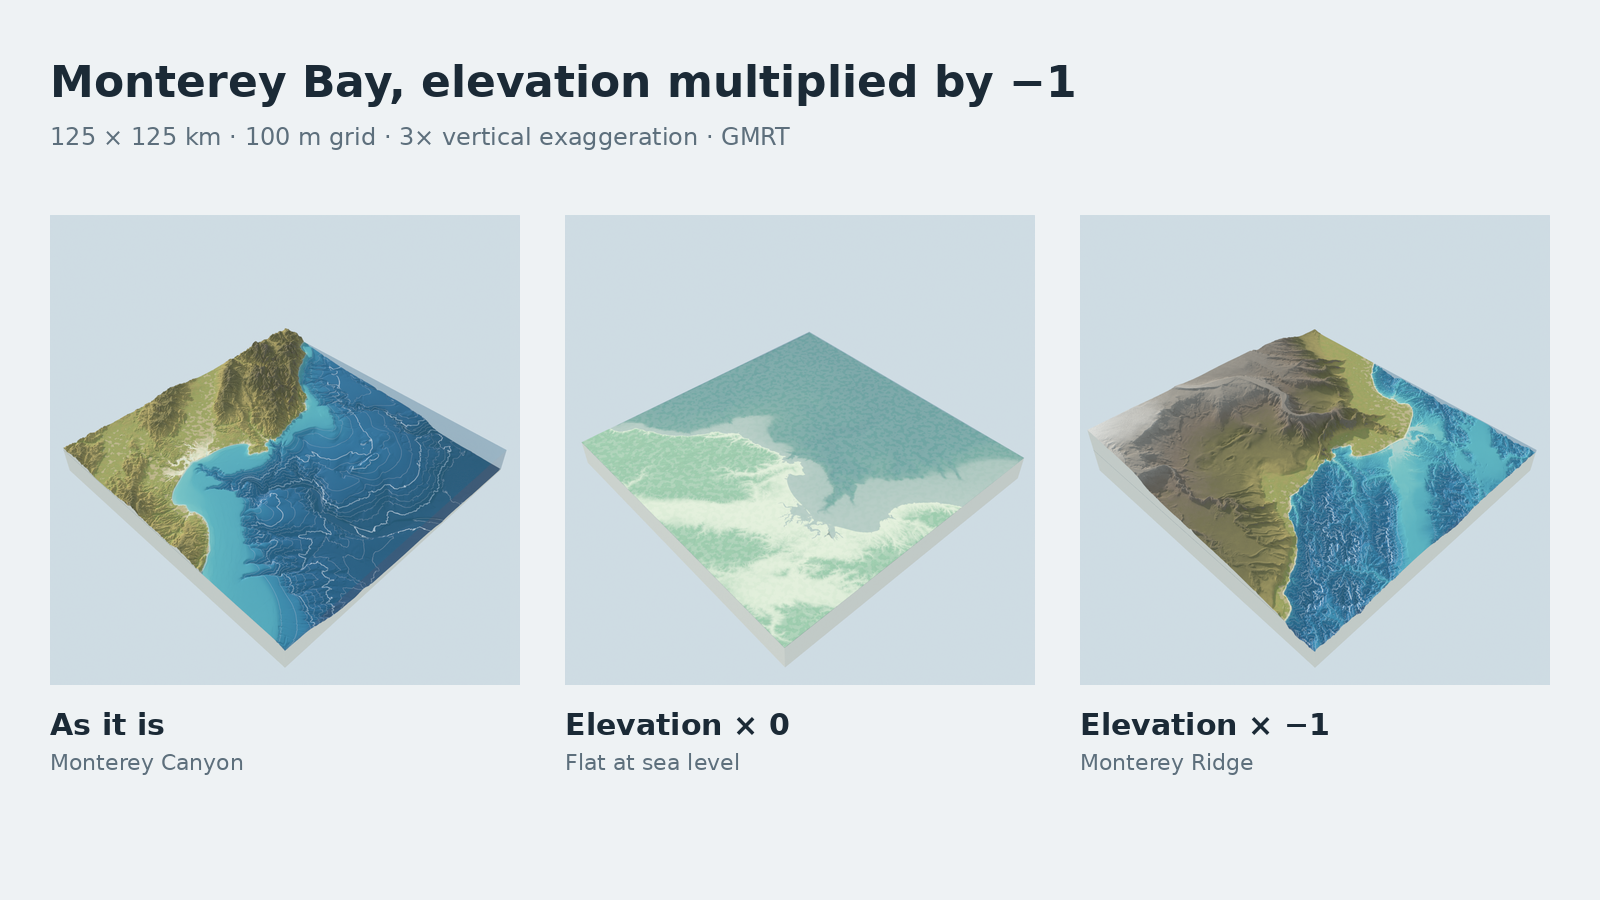 Monterey Bay, elevation multiplied by −1
125 × 125 km · 100 m grid · 3× vertical exaggeration · GMRT
As it is
Monterey Canyon
Elevation × 0
Flat at sea level
Elevation × −1
Monterey Ridge